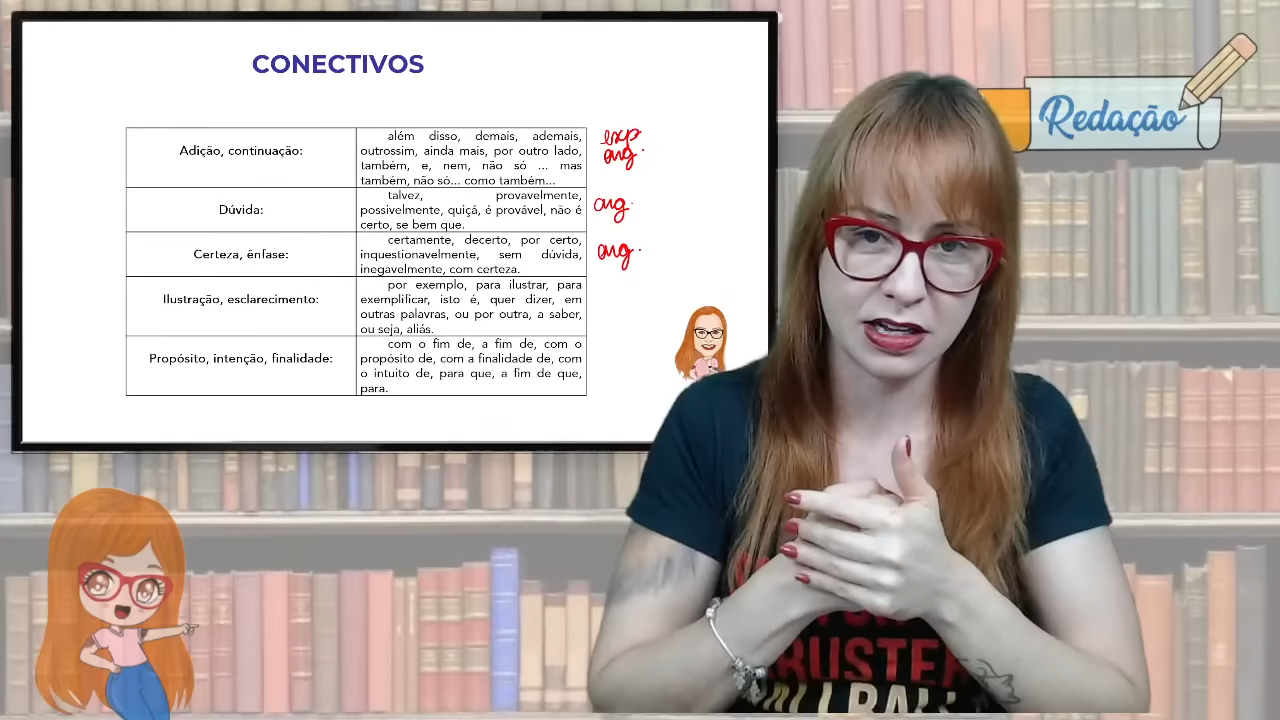 CONECTIVOS
Redação
Adição, continuação:
além disso, demais, ademais,
outrossim, ainda mais, por outro lado,
também, e, nem, não só ... mas
também, não só... como também...
exp.
arg.
Dúvida:
talvez, provavelmente,
possivelmente, quiçá, é provável, não é
certo, se bem que.
arg.
Certeza, ênfase:
certamente, decerto, por certo,
inquestionavelmente, sem dúvida,
inegavelmente, com certeza.
arg.
Ilustração, esclarecimento:
por exemplo, para ilustrar, para
exemplificar, isto é, quer dizer, em
outras palavras, ou por outra, a saber,
ou seja, aliás.
Propósito, intenção, finalidade:
com o fim de, a fim de, com o
propósito de, com a finalidade de, com
o intuito de, para que, a fim de que,
para.